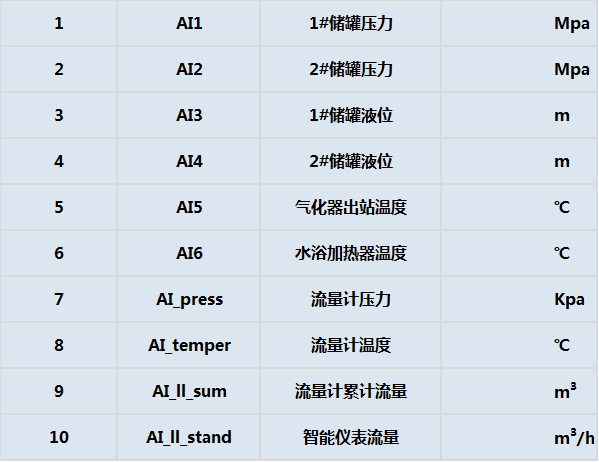 1 AI1 1#储罐压力 Mpa
2 AI2 2#储罐压力 Mpa
3 AI3 1#储罐液位 m
4 AI4 2#储罐液位 m
5 AI5 气化器出站温度 ℃
6 AI6 水浴加热器温度 ℃
7 AI_press 流量计压力 Kpa
8 AI_temper 流量计温度 ℃
9 AI_ll_sum 流量计累计流量 m³
10 AI_ll_stand 智能仪表流量 m³/h